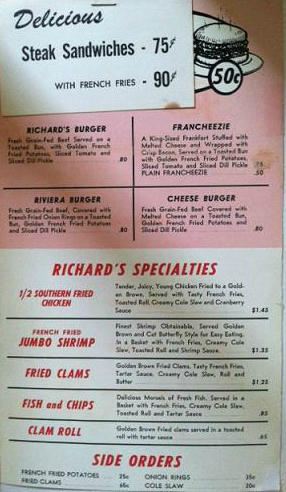 Delicious
Steak Sandwiches - 75¢
WITH FRENCH FRIES - 90¢
50¢
RICHARD'S BURGER
Fresh Grain-Fed Beef Served on a
Toasted Bun, with Golden French
Fried Potatoes, Sliced Tomato and
Sliced Dill Pickle .80
FRANCHEEZIE
A King-Sized Frankfurt Stuffed with
Melted Cheese and Wrapped with
Crisp Bacon, Served on a Toasted Bun
with Golden French Fried Potatoes,
Sliced Tomato and Sliced Dill Pickle .75
PLAIN FRANCHEEZIE .50
RIVIERA BURGER
Fresh Grain-Fed Beef, Covered with
French Fried Onion Rings on a Toasted
Bun, Golden French Fried Potatoes
and Sliced Dill Pickle .80
CHEESE BURGER
Fresh Grain-Fed Beef Covered with
Melted Cheese on a Toasted Bun,
Golden French Fried Potatoes and
Sliced Dill Pickle .80
RICHARD'S SPECIALTIES
1/2 SOUTHERN FRIED
CHICKEN
Tender, Juicy, Young Chicken Fried to a Gold-
en Brown, Served with Tasty French Fries,
Toasted Roll, Creamy Cole Slaw and Cranberry
Sauce $1.45
FRENCH FRIED
JUMBO SHRIMP
Finest Shrimp Obtainable, Served Golden
Brown and Cut Butterfly Style for Easy Eating,
in a Basket with French Fries, Creamy Cole
Slaw, Toasted Roll and Shrimp Sauce. $1.35
FRIED CLAMS
Golden Brown Fried Clams, Tasty French Fries,
Tartar Sauce, Creamy Cole Slaw, Roll and
Butter $1.25
FISH and CHIPS
Delicious Morsels of Fresh Fish. Served in a
Basket with French Fries, Creamy Cole Slaw,
Toasted Roll and Tartar Sauce .85
CLAM ROLL
Golden Brown Fried clams served in a toasted
roll with tartar sauce .65
SIDE ORDERS
FRENCH FRIED POTATOES 25c
ONION RINGS 35c
FRIED CLAMS 60c
COLE SLAW 20c